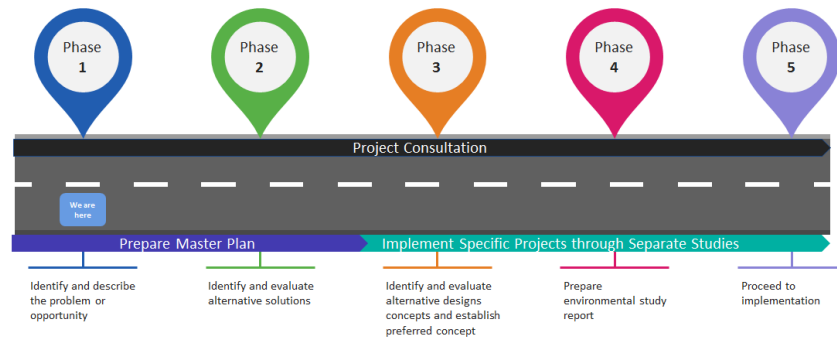 Phase
1
Phase
2
Phase
3
Phase
4
Phase
5
Project Consultation
We are
here
Prepare Master Plan
Implement Specific Projects through Separate Studies
Identify and describe
the problem or
opportunity
Identify and evaluate
alternative solutions
Identify and evaluate
alternative designs
concepts and establish
preferred concept
Prepare
environmental study
report
Proceed to
implementation